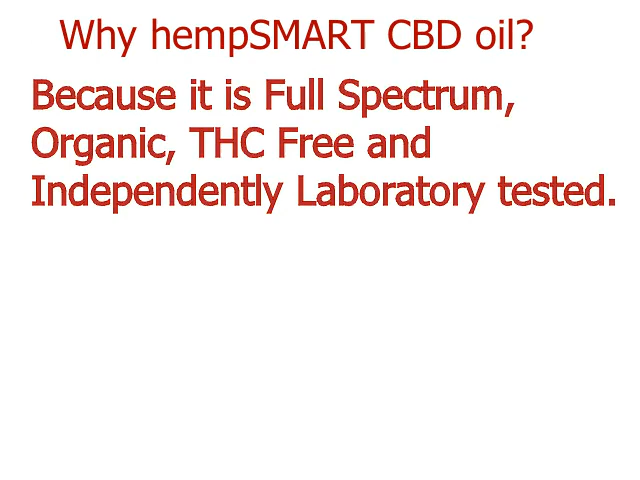 Why hempSMART CBD oil?
Because it is Full Spectrum,
Organic, THC Free and
Independently Laboratory tested.